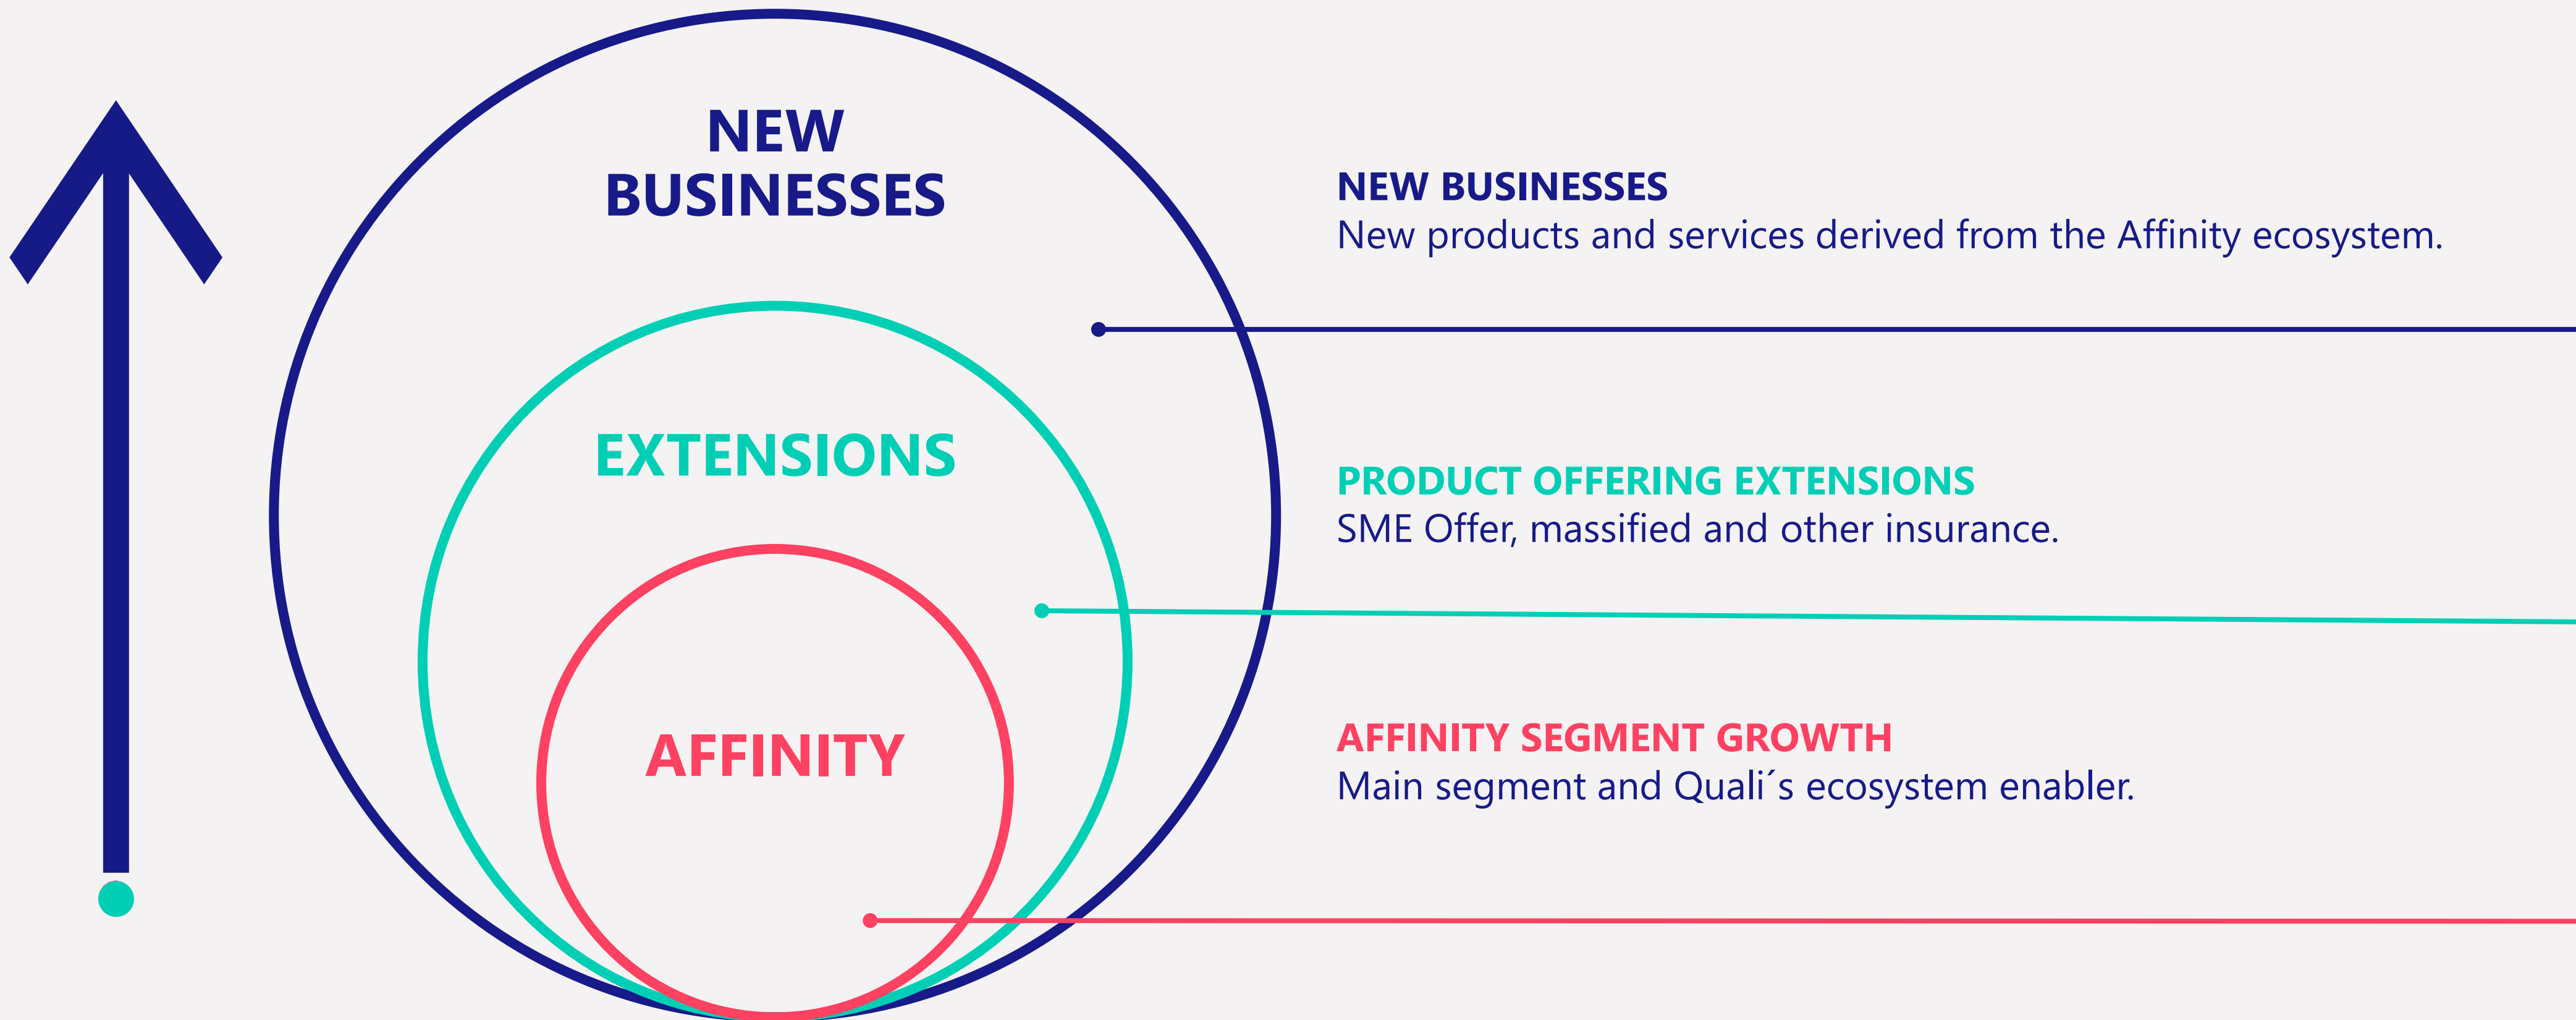 NEW
BUSINESSES
EXTENSIONS
AFFINITY
NEW BUSINESSES
New products and services derived from the Affinity ecosystem.
PRODUCT OFFERING EXTENSIONS
SME Offer, massified and other insurance.
AFFINITY SEGMENT GROWTH
Main segment and Quali´s ecosystem enabler.